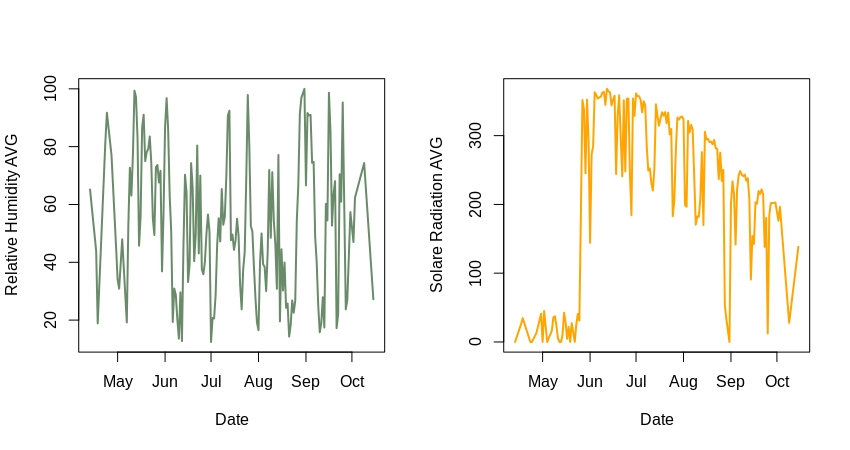 Relative Humidity AVG
100
80
60
40
20
May Jun Jul Aug Sep Oct
Date
Solare Radiation AVG
300
200
100
0
May Jun Jul Aug Sep Oct
Date